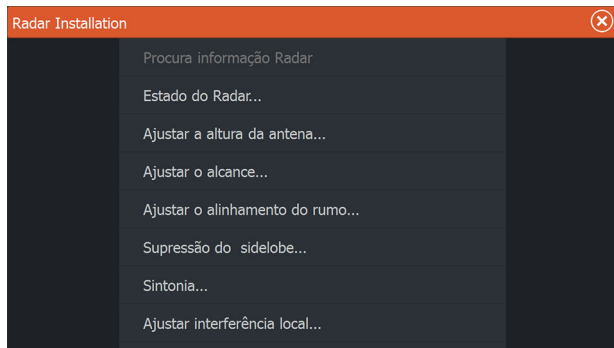 Radar Installation
Procura informação Radar
Estado do Radar...
Ajustar a altura da antena...
Ajustar o alcance...
Ajustar o alinhamento do rumo...
Supressão do  sidelobe...
Sintonia...
Ajustar interferência local...